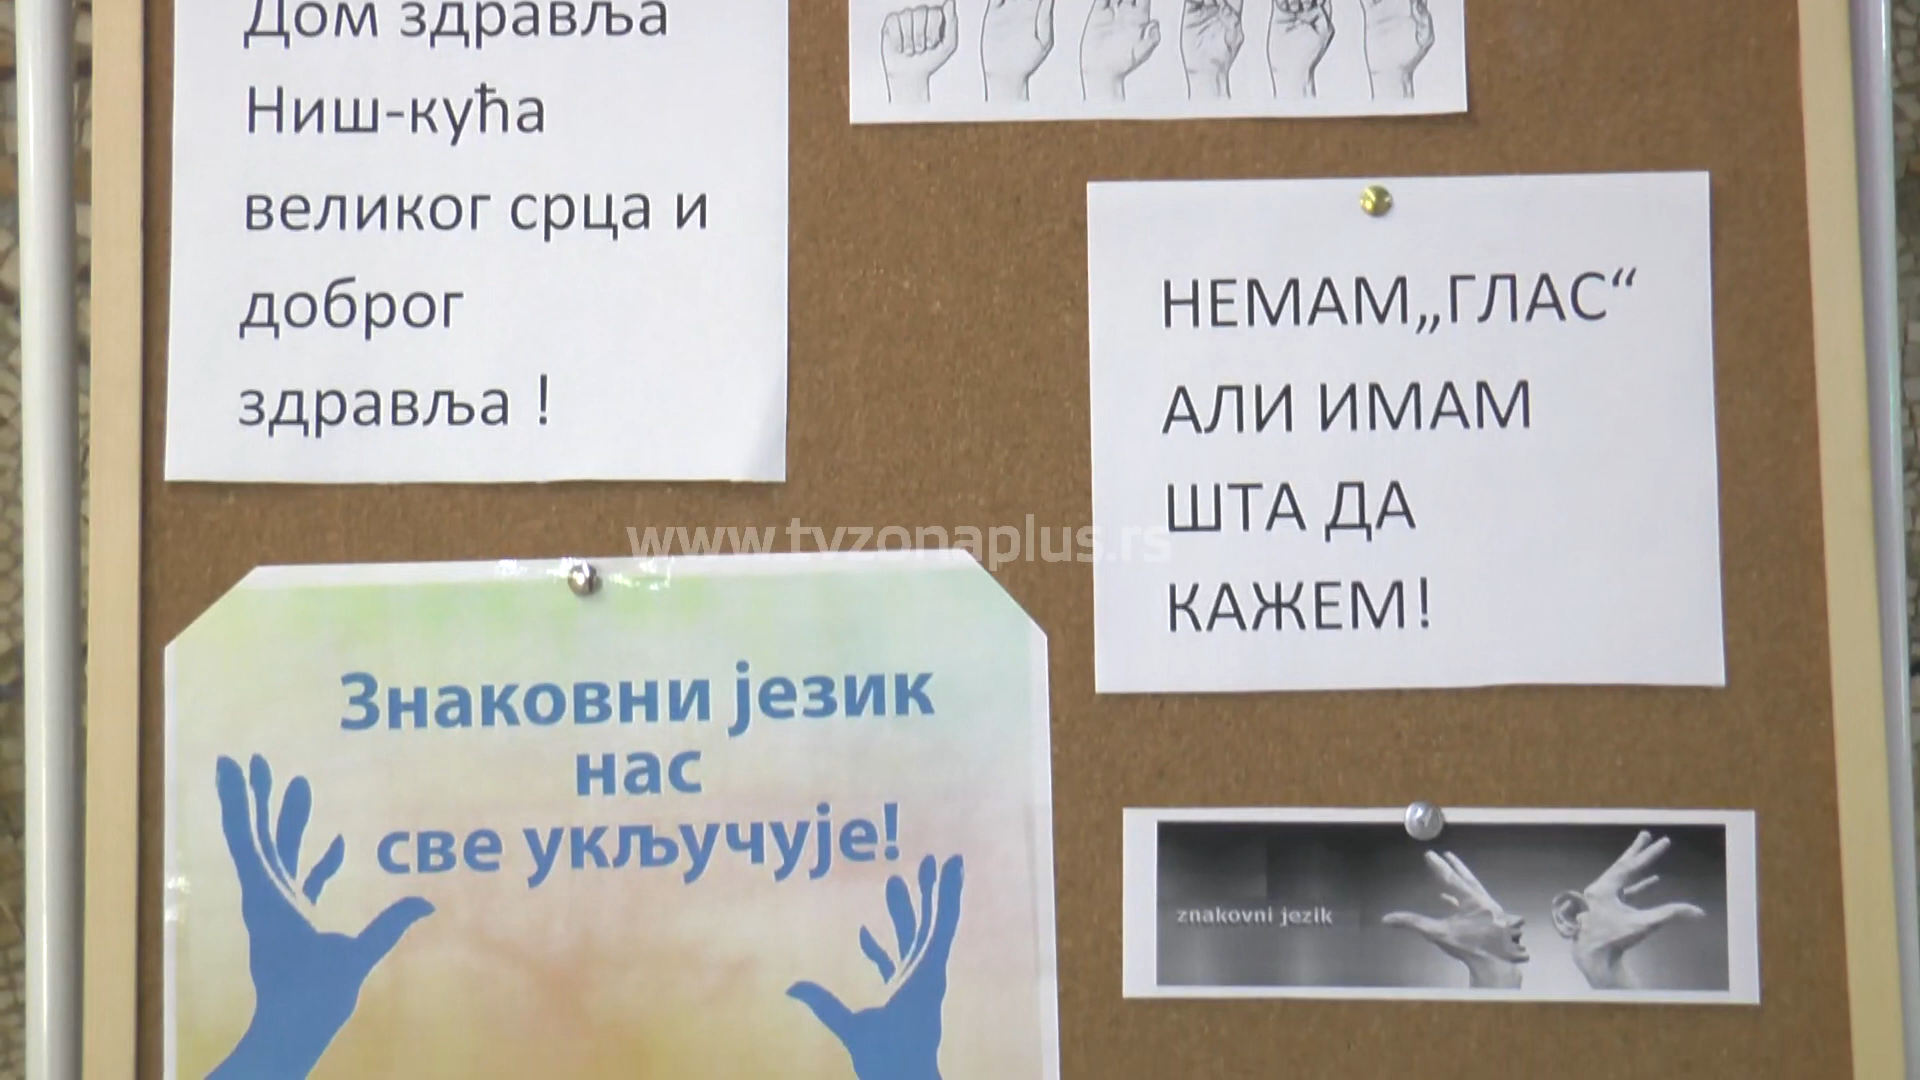 Дом здравља
Ниш-кућа
великог срца и
доброг
здравља !
НЕМАМ„ГЛАС“
АЛИ ИМАМ
ШТА ДА
КАЖЕМ!
www.tvzonaplus.rs
Знаковни језик
нас
све укључује!
znakovni jezik